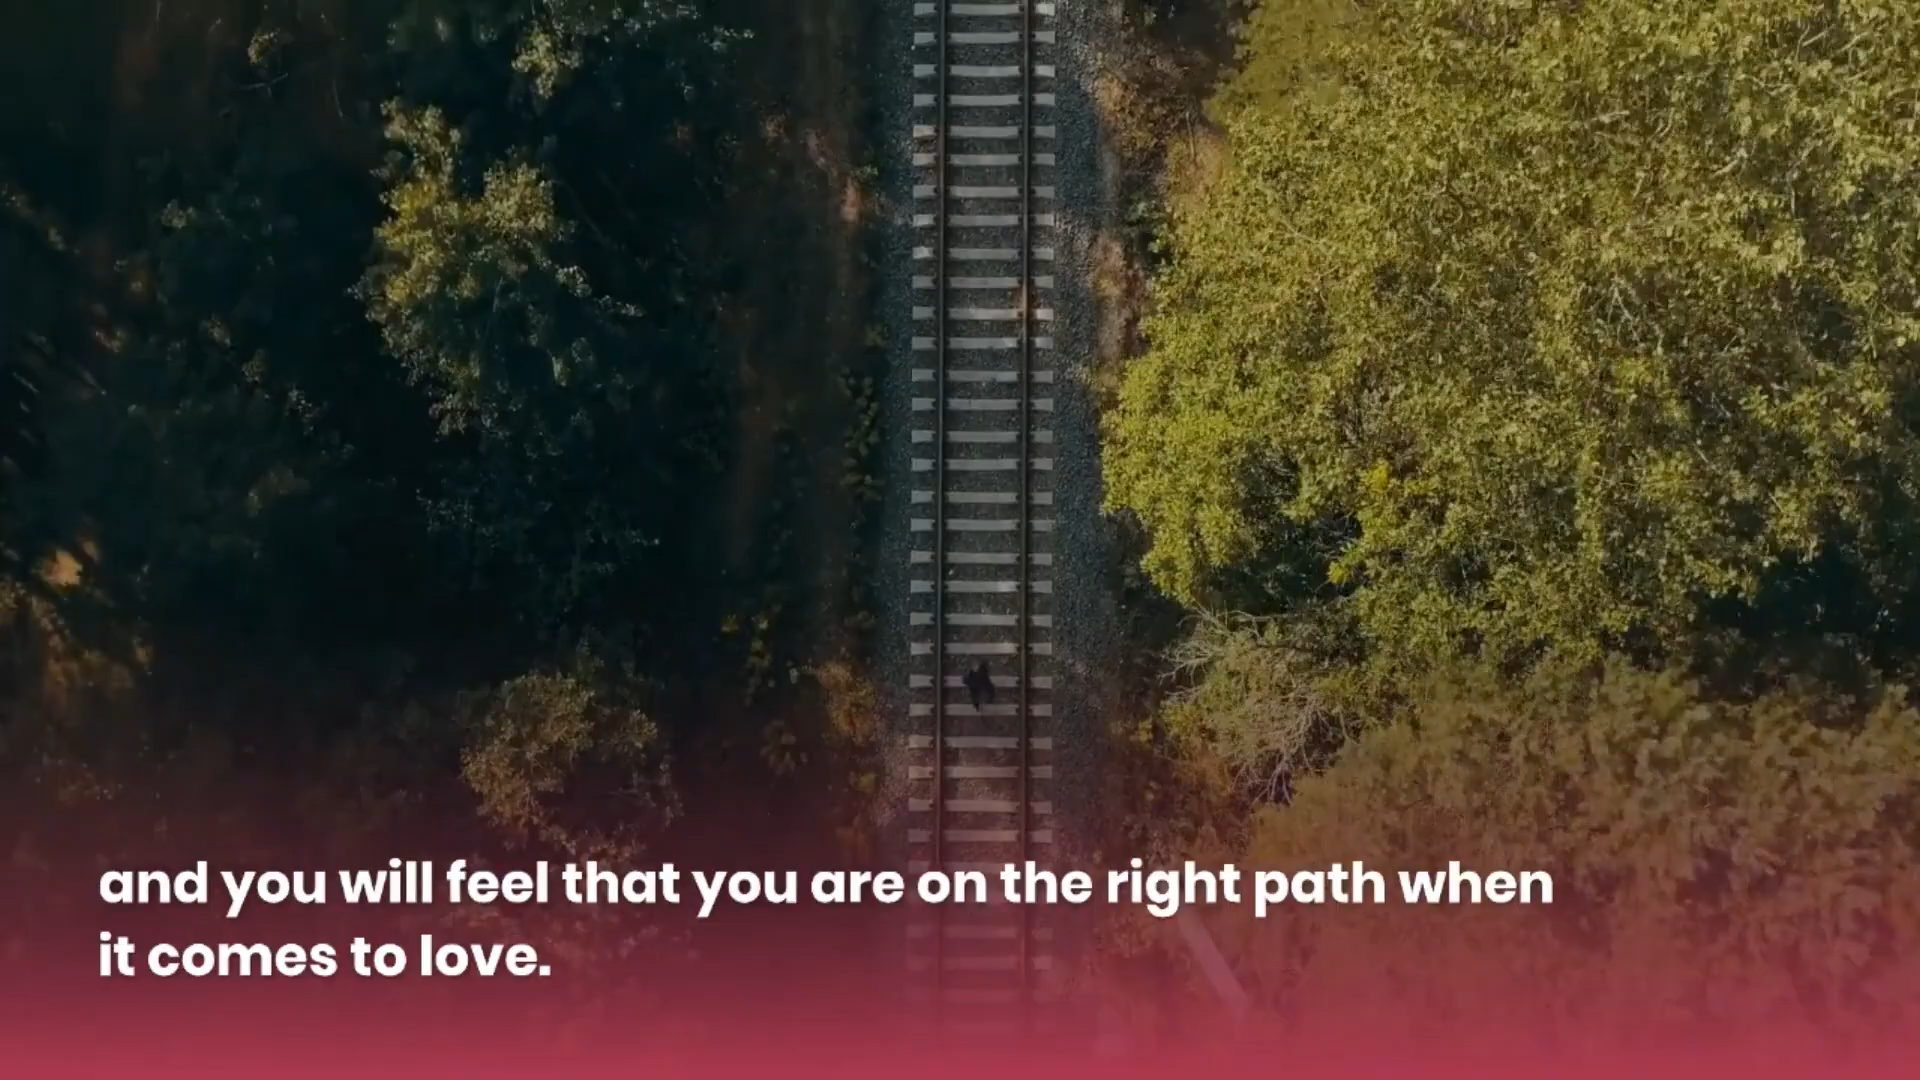 and you will feel that you are on the right path when
it comes to love.